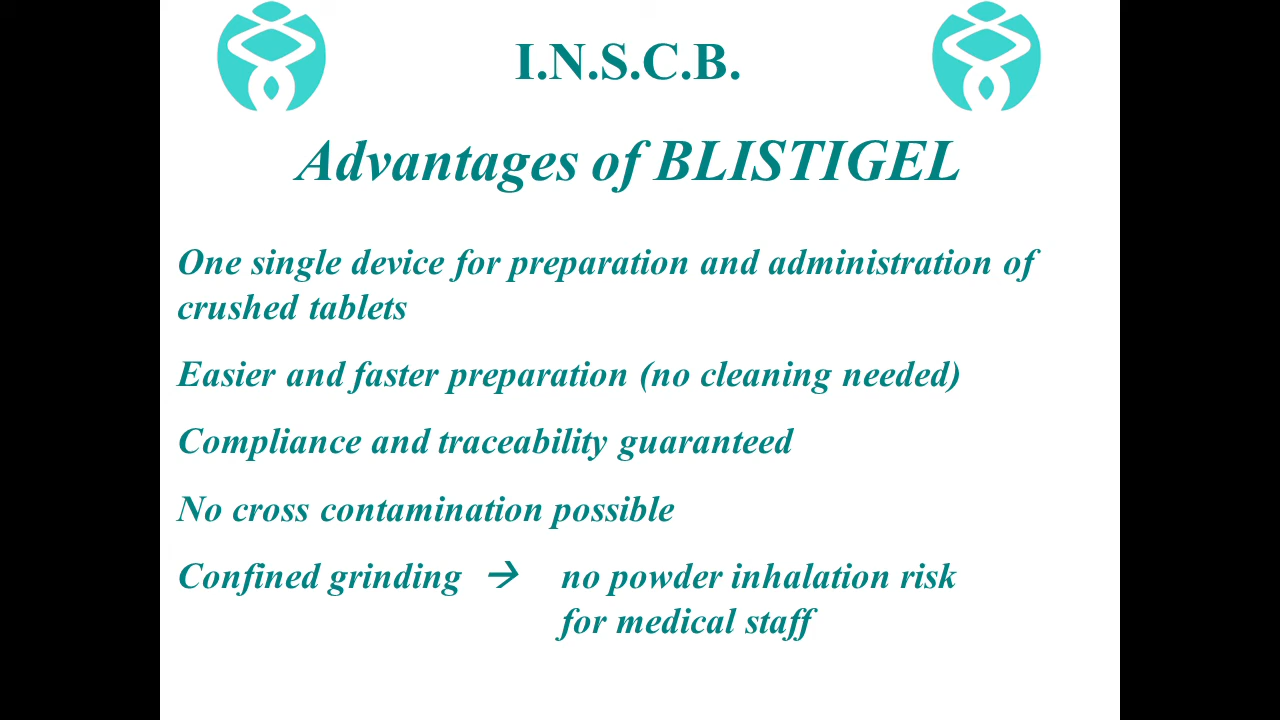 I.N.S.C.B.
Advantages of BLISTIGEL
One single device for preparation and administration of
crushed tablets
Easier and faster preparation (no cleaning needed)
Compliance and traceability guaranteed
No cross contamination possible
Confined grinding → no powder inhalation risk
for medical staff